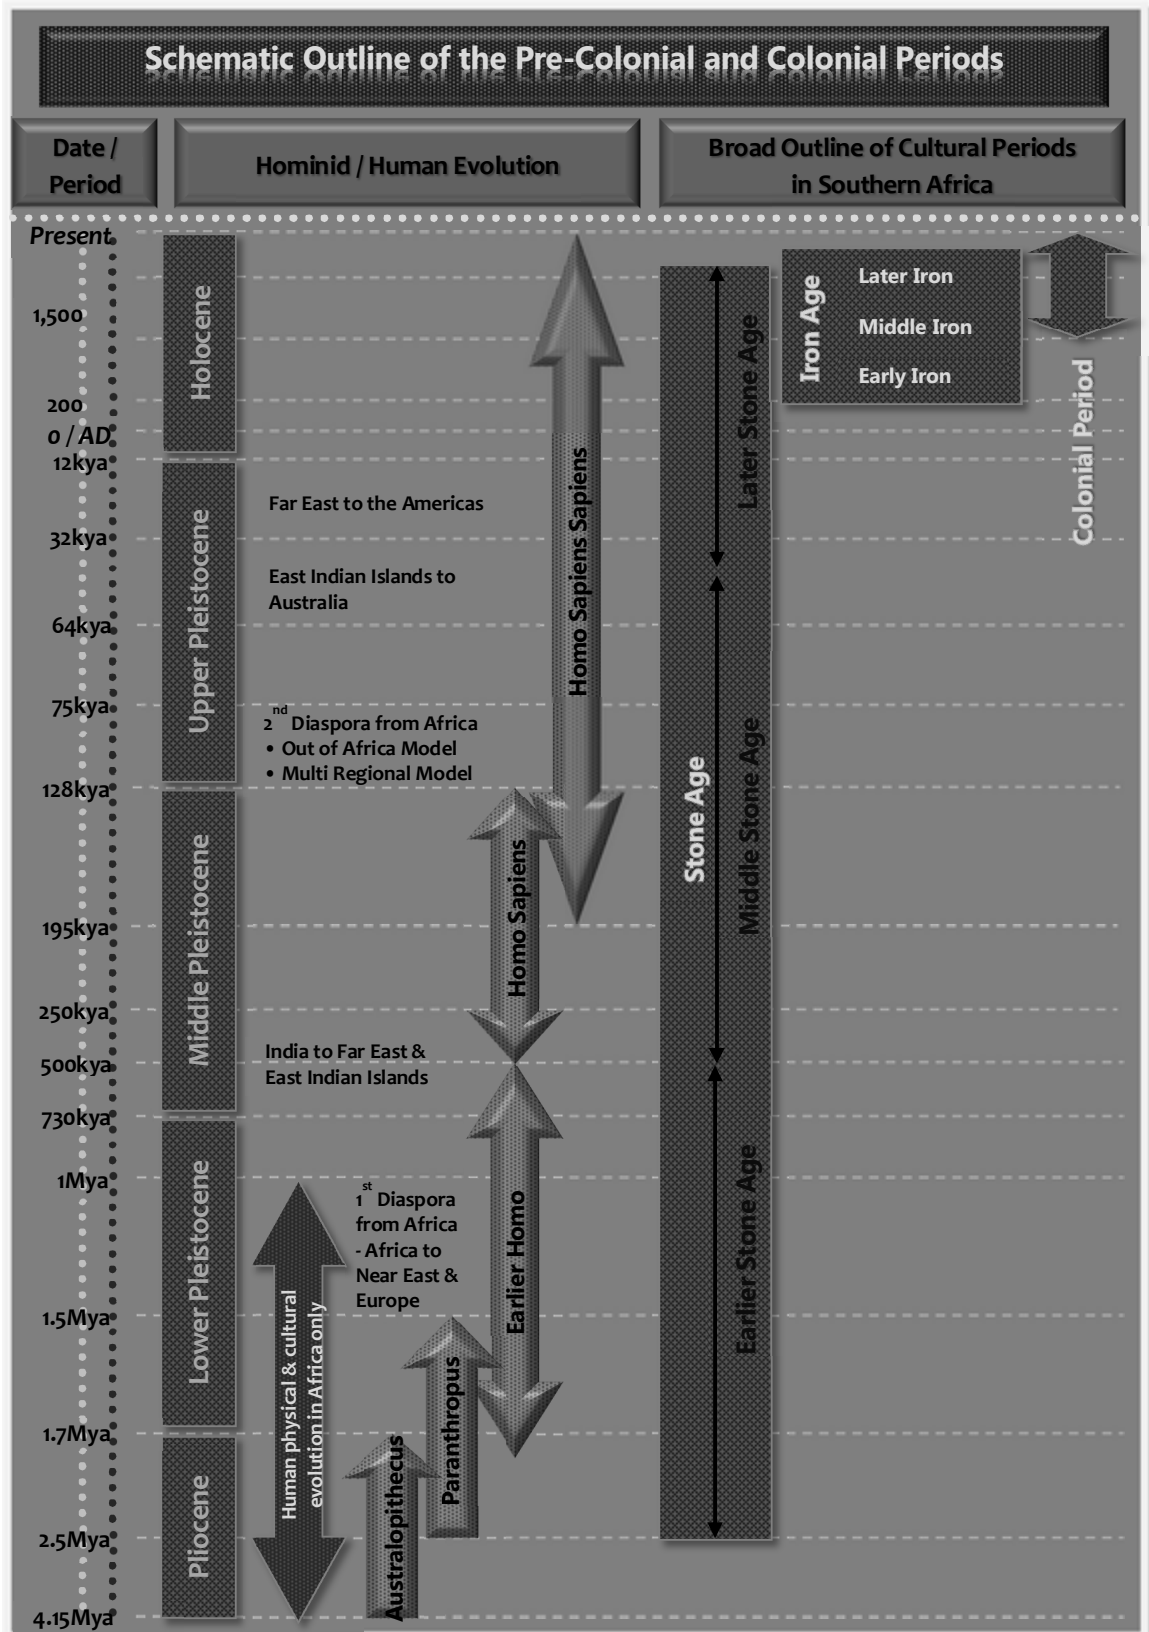 Schematic Outline of the Pre-Colonial and Colonial Periods
Date /
Period
Hominid / Human Evolution
Broad Outline of Cultural Periods
in Southern Africa
Present
1,500
200
0 / AD
12kya
32kya
64kya
75kya
128kya
195kya
250kya
500kya
730kya
1Mya
1.5Mya
1.7Mya
2.5Mya
4.15Mya
Holocene
Upper Pleistocene
Middle Pleistocene
Lower Pleistocene
Pliocene
Far East to the Americas
East Indian Islands to
Australia
2nd Diaspora from Africa
• Out of Africa Model
• Multi Regional Model
India to Far East &
East Indian Islands
1st Diaspora
from Africa
- Africa to
Near East &
Europe
Human physical & cultural
evolution in Africa only
Australopithecus
Paranthropus
Earlier Homo
Homo Sapiens
Homo Sapiens Sapiens
Stone Age
Later Stone Age
Middle Stone Age
Earlier Stone Age
Iron Age
Later Iron
Middle Iron
Early Iron
Colonial Period